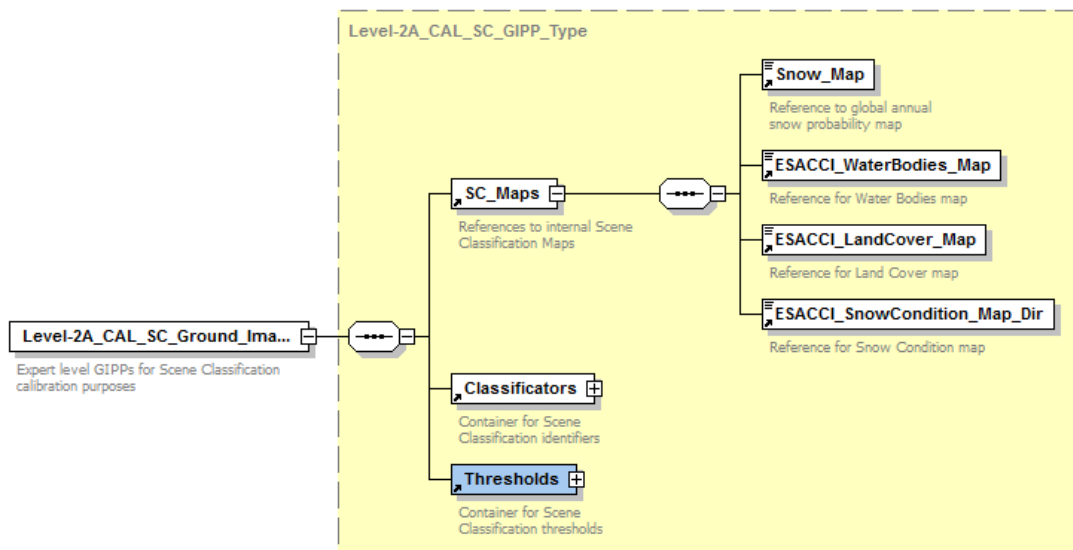 Level-2A_CAL_SC_GIPP_Type
Snow_Map
Reference to global annual
snow probability map
ESACCI_WaterBodies_Map
Reference for Water Bodies map
SC_Maps
References to internal Scene
Classification Maps
ESACCI_LandCover_Map
Reference for Land Cover map
ESACCI_SnowCondition_Map_Dir
Reference for Snow Condition map
Level-2A_CAL_SC_Ground_Ima...
Expert level GIPPs for Scene Classification
calibration purposes
Classificators
Container for Scene
Classification identifiers
Thresholds
Container for Scene
Classification thresholds